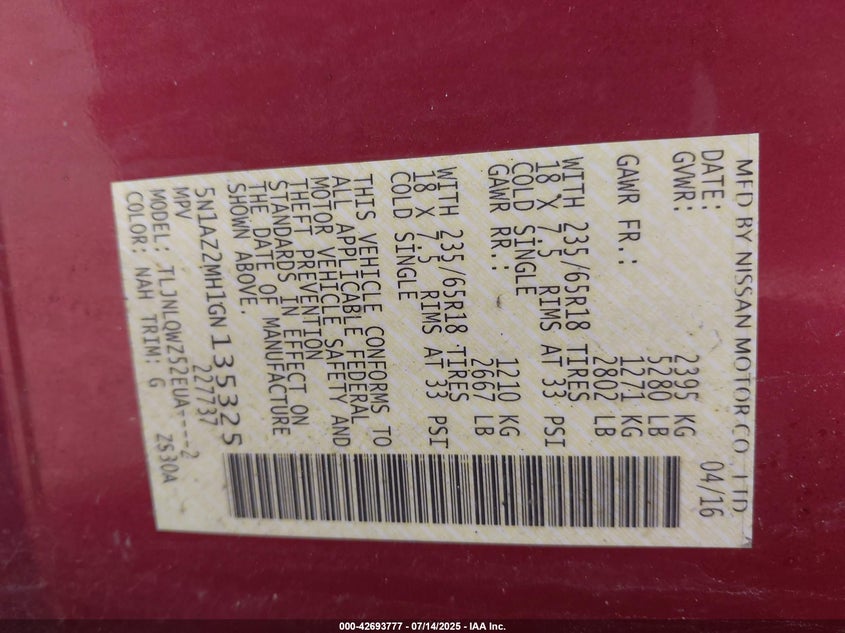 MFD BY NISSAN MOTOR CO., LTD.
DATE: 04/16
GVWR: 2395 KG
5280 LB
GAWR FR.: 1271 KG
2802 LB
WITH 235/65R18 TIRES
18 X 7.5 RIMS AT 33 PSI
COLD SINGLE
GAWR RR.: 1210 KG
2667 LB
WITH 235/65R18 TIRES
18 X 7.5 RIMS AT 33 PSI
COLD SINGLE
THIS VEHICLE CONFORMS TO
ALL APPLICABLE FEDERAL
MOTOR VEHICLE SAFETY AND
THEFT PREVENTION
STANDARDS IN EFFECT ON
THE DATE OF MANUFACTURE
SHOWN ABOVE.
5N1AZ2MH1GN135325
MPV 227737
MODEL: TLJNLQWZ52EUA----2
COLOR: NAH TRIM: G ZS30A
000-42693777 - 07/14/2025 - IAA Inc.